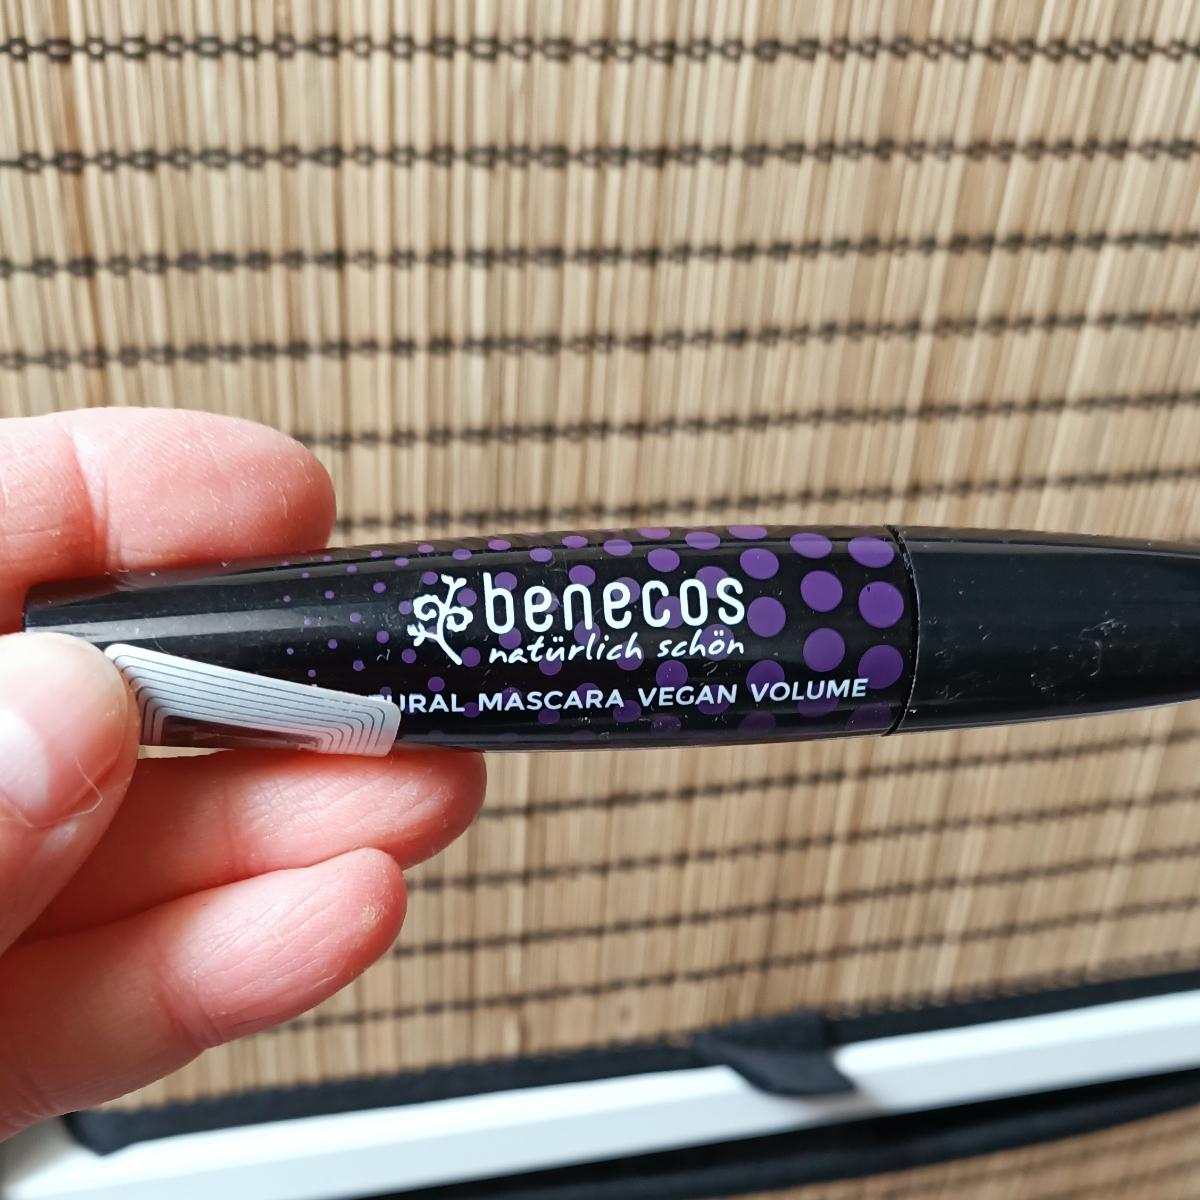 benecos
natürlich schön
URAL MASCARA VEGAN VOLUME